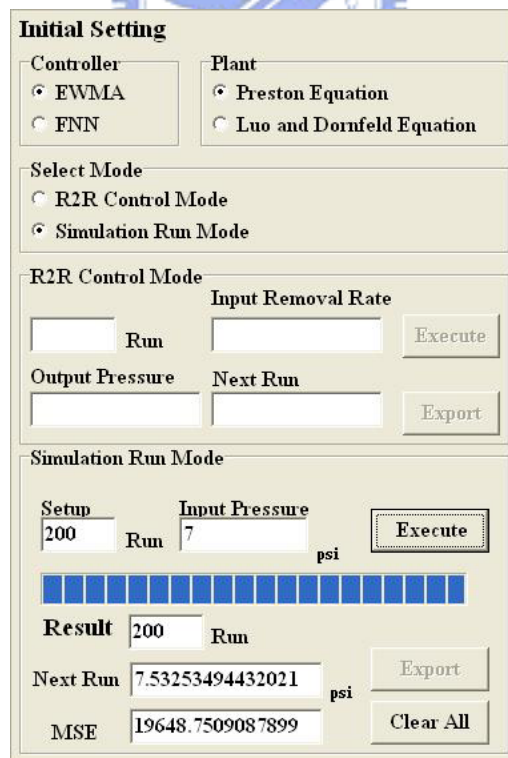 Initial Setting
Controller
EWMA
FNN
Plant
Preston Equation
Luo and Dornfeld Equation
Select Mode
R2R Control Mode
Simulation Run Mode
R2R Control Mode
Input Removal Rate
Run
Execute
Output Pressure
Next Run
Export
Simulation Run Mode
Setup
Input Pressure
200
Run
7
psi
Execute
Result
200
Run
Next Run
7.53253494432021
psi
Export
MSE
19648.7509087899
Clear All